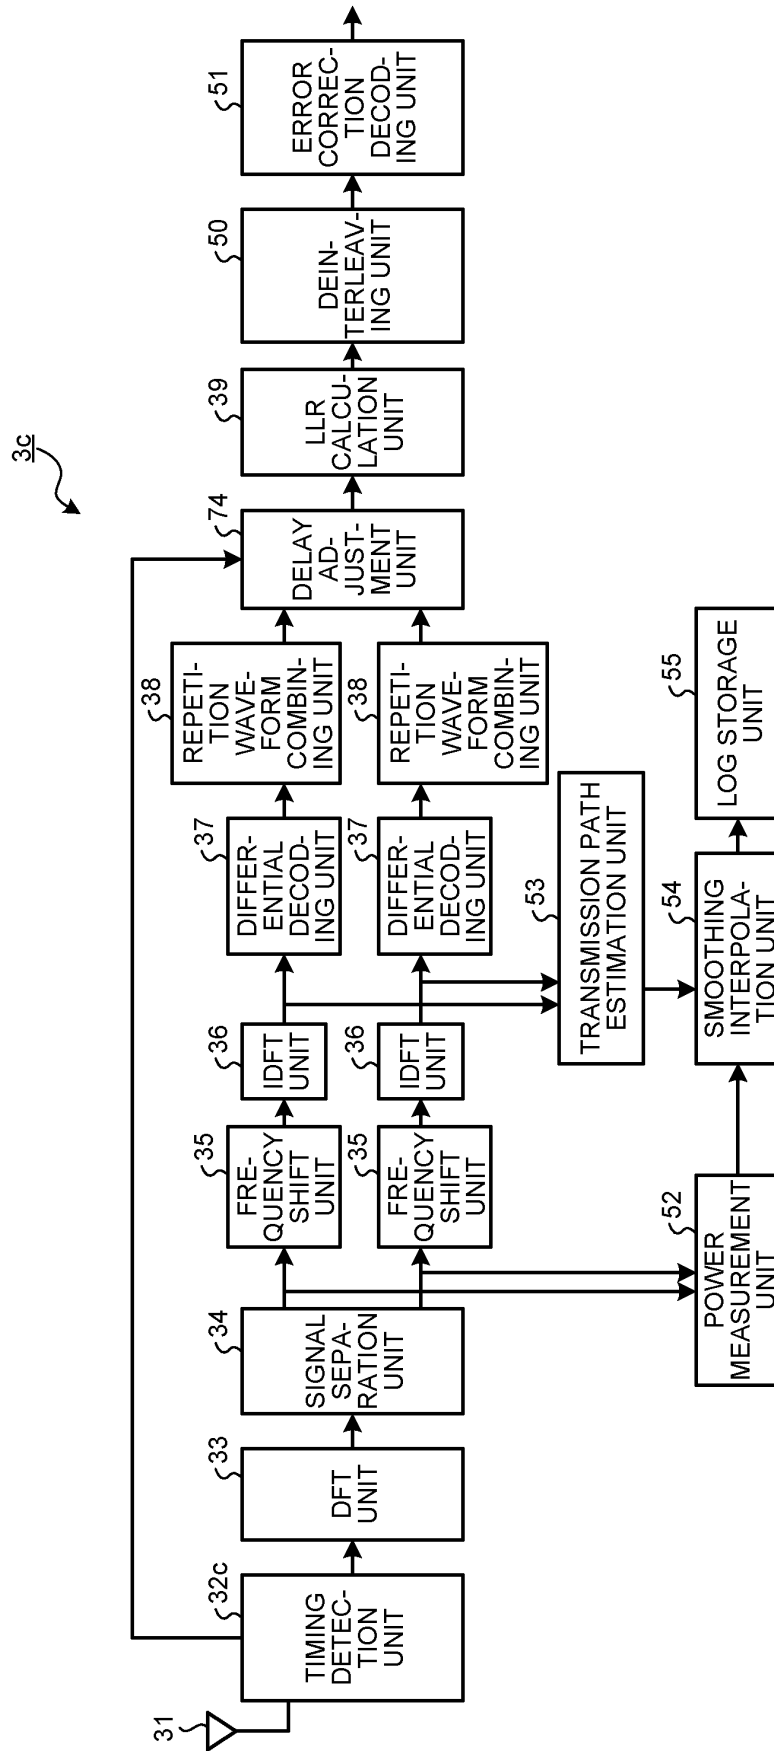 3c
31
32c
TIMING
DETEC-
TION
UNIT
33
DFT
UNIT
34
SIGNAL
SEPA-
RATION
UNIT
35
FRE-
QUENCY
SHIFT
UNIT
36
IDFT
UNIT
37
DIFFER-
ENTIAL
DECOD-
ING UNIT
38
REPETI-
TION
WAVE-
FORM
COMBIN-
ING UNIT
35
FRE-
QUENCY
SHIFT
UNIT
36
IDFT
UNIT
37
DIFFER-
ENTIAL
DECOD-
ING UNIT
38
REPETI-
TION
WAVE-
FORM
COMBIN-
ING UNIT
74
DELAY
AD-
JUST-
MENT
UNIT
39
LLR
CALCU-
LATION
UNIT
50
DEIN-
TERLEAV-
ING UNIT
51
ERROR
CORREC-
TION
DECOD-
ING UNIT
52
POWER
MEASUREMENT
UNIT
53
TRANSMISSION PATH
ESTIMATION UNIT
54
SMOOTHING
INTERPOLA-
TION UNIT
55
LOG STORAGE
UNIT